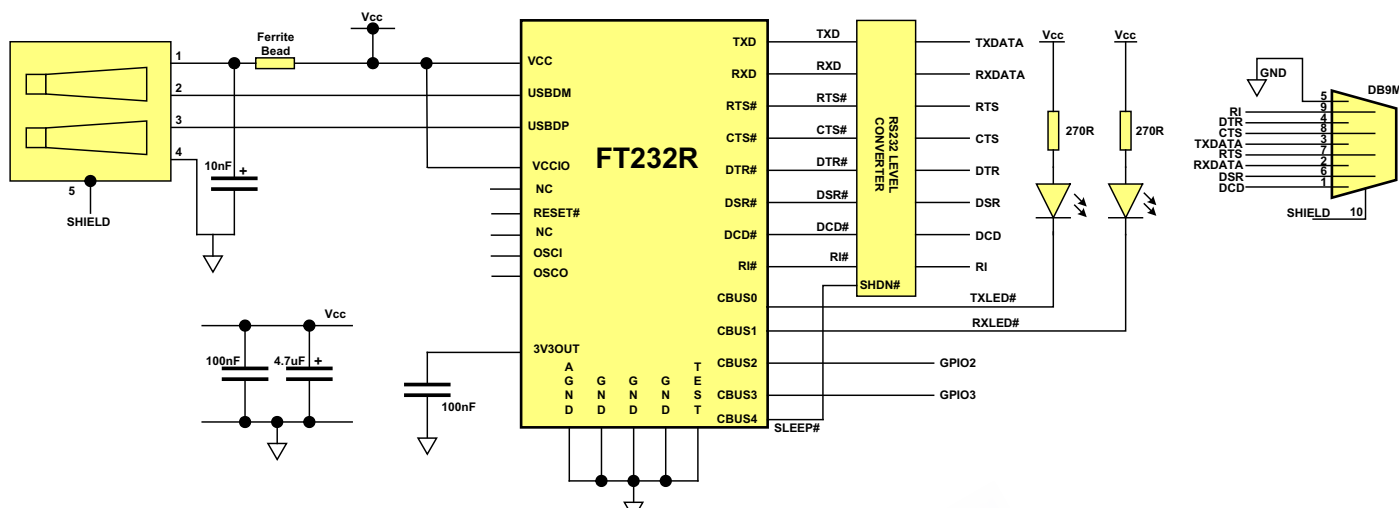 Vcc
Ferrite
Bead
1
2
3
4
5
SHIELD
10nF
+
Vcc
100nF
4.7uF
+
100nF
FT232R
VCC
USBDM
USBDP
VCCIO
NC
RESET#
NC
OSCI
OSCO
3V3OUT
AGND
GND
GND
GND
TEST
TXD
RXD
RTS#
CTS#
DTR#
DSR#
DCD#
RI#
CBUS0
CBUS1
CBUS2
CBUS3
CBUS4
TXD
RXD
RTS#
CTS#
DTR#
DSR#
DCD#
RI#
SLEEP#
RS232 LEVEL
CONVERTER
SHDN#
TXDATA
RXDATA
RTS
CTS
DTR
DSR
DCD
RI
TXLED#
RXLED#
GPIO2
GPIO3
Vcc
Vcc
270R
270R
GND
DB9M
5
RI 9
DTR 4
CTS 8
TXDATA 3
RTS 7
RXDATA 2
DSR 6
DCD 1
SHIELD 10